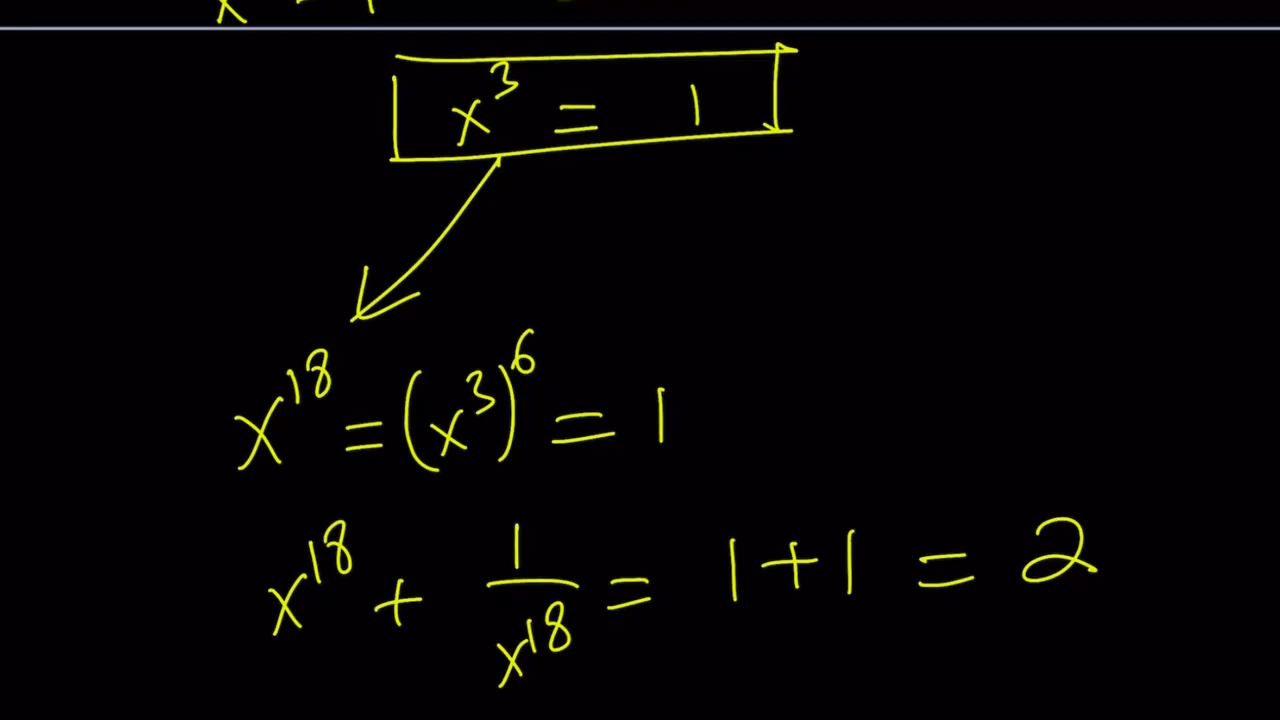 x³ = 1
x¹⁸ = (x³)⁶ = 1
x¹⁸ + 1/x¹⁸ = 1 + 1 = 2